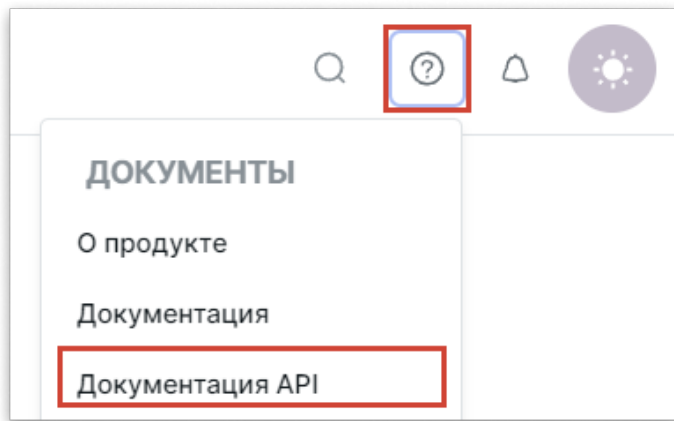 ДОКУМЕНТЫ
О продукте
Документация
Документация API